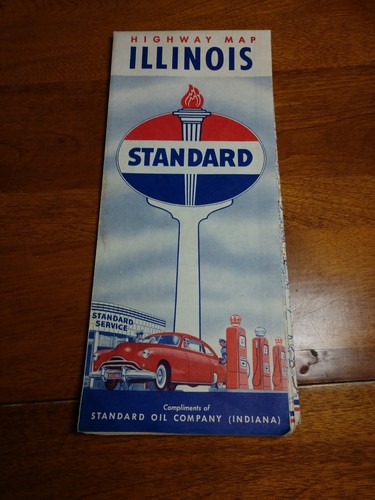 HIGHWAY MAP
ILLINOIS
STANDARD
STANDARD
SERVICE
Compliments of
STANDARD OIL COMPANY (INDIANA)